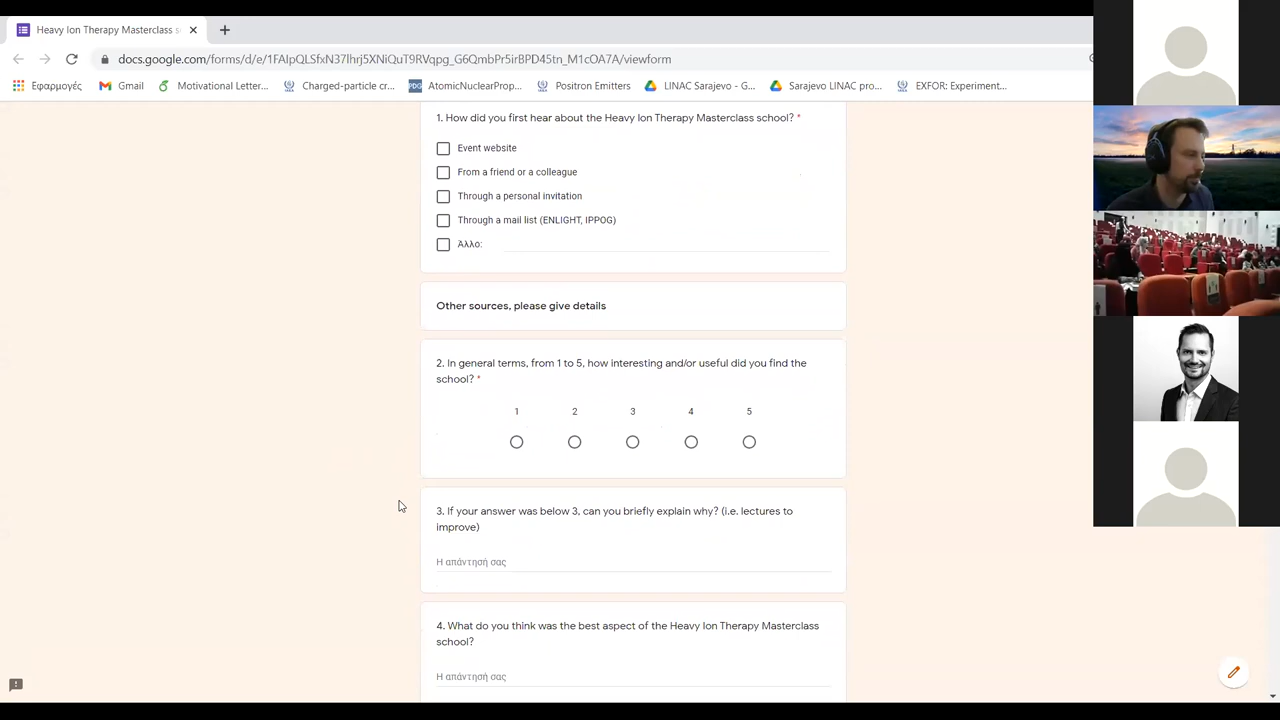 Heavy Ion Therapy Masterclass s
docs.google.com/forms/d/e/1FAIpQLSfxN37lhrj5XNiQuT9RVqpg_G6QmbPr5irBPD45tn_M1cOA7A/viewform
Εφαρμογές
Gmail
Motivational Letter...
Charged-particle cr...
PDG
AtomicNuclearProp...
Positron Emitters
LINAC Sarajevo - G...
Sarajevo LINAC pro...
EXFOR: Experiment...
1. How did you first hear about the Heavy Ion Therapy Masterclass school? *
Event website
From a friend or a colleague
Through a personal invitation
Through a mail list (ENLIGHT, IPPOG)
Άλλο:
Other sources, please give details
2. In general terms, from 1 to 5, how interesting and/or useful did you find the
school? *
1 2 3 4 5
3. If your answer was below 3, can you briefly explain why? (i.e. lectures to
improve)
Η απάντησή σας
4. What do you think was the best aspect of the Heavy Ion Therapy Masterclass
school?
Η απάντησή σας